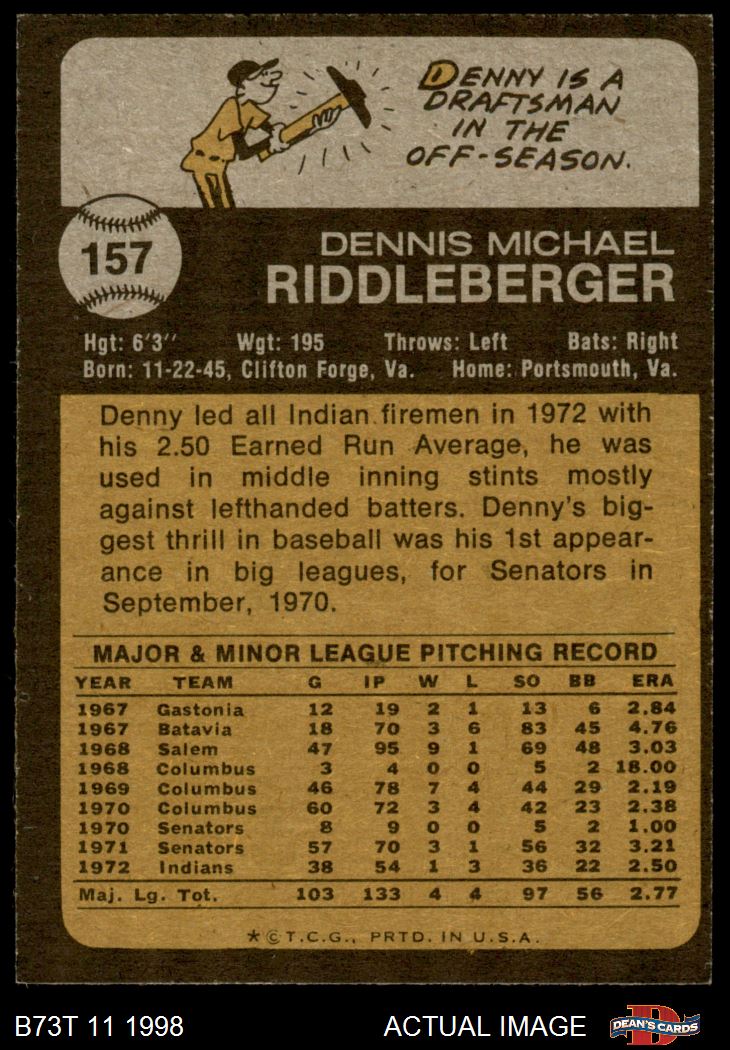 DENNY IS A
DRAFTSMAN
IN THE
OFF-SEASON.
157
DENNIS MICHAEL
RIDDLEBERGER
Hgt: 6'3'' Wgt: 195 Throws: Left Bats: Right
Born: 11-22-45, Clifton Forge, Va. Home: Portsmouth, Va.
Denny led all Indian firemen in 1972 with
his 2.50 Earned Run Average, he was
used in middle inning stints mostly
against lefthanded batters. Denny's big-
gest thrill in baseball was his 1st appear-
ance in big leagues, for Senators in
September, 1970.
MAJOR & MINOR LEAGUE PITCHING RECORD
YEAR TEAM G IP W L SO BB ERA
1967 Gastonia 12 19 2 1 13 6 2.84
1967 Batavia 18 70 3 6 83 45 4.76
1968 Salem 47 95 9 1 69 48 3.03
1968 Columbus 3 4 0 0 5 2 18.00
1969 Columbus 46 78 7 4 44 29 2.19
1970 Columbus 60 72 3 4 42 23 2.38
1970 Senators 8 9 0 0 5 2 1.00
1971 Senators 57 70 3 1 56 32 3.21
1972 Indians 38 54 1 3 36 22 2.50
Maj. Lg. Tot. 103 133 4 4 97 56 2.77
*©T.C.G., PRTD. IN U.S.A.
B73T 11 1998 ACTUAL IMAGE DEAN'S CARDS